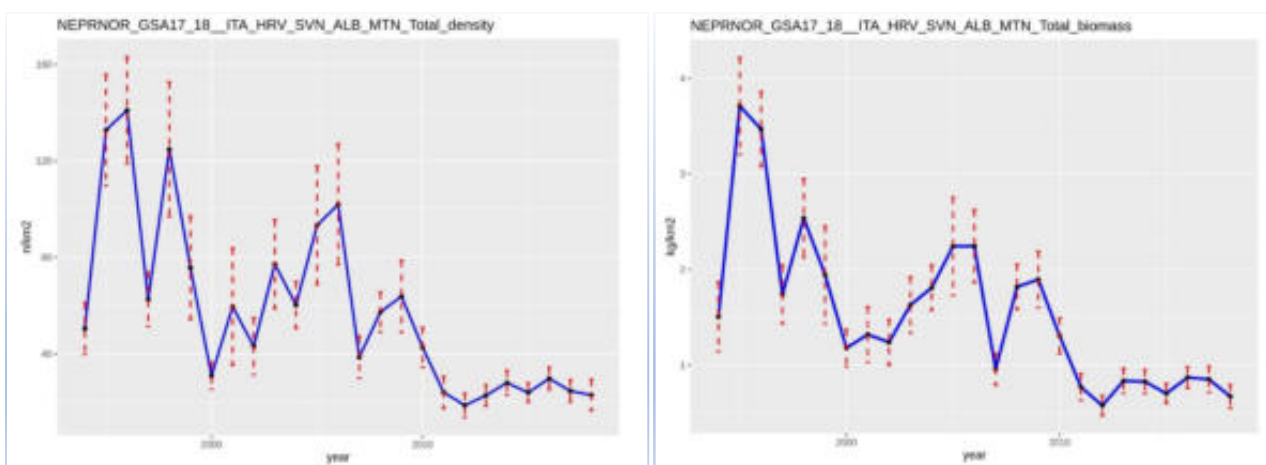 NEPRNOR_GSA17_18__ITA_HRV_SVN_ALB_MTN_Total_density
160
120
80
40
n/km2
2000
2010
year
NEPRNOR_GSA17_18__ITA_HRV_SVN_ALB_MTN_Total_biomass
4
3
2
1
kg/km2
2000
2010
year